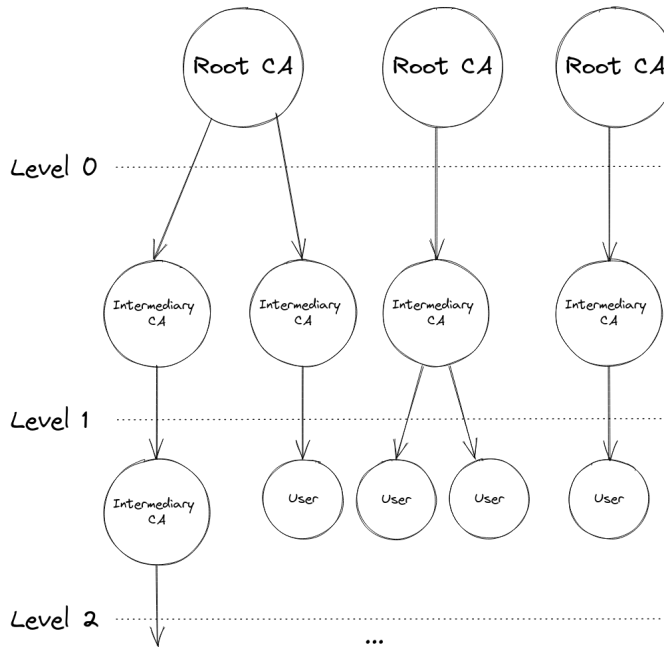 Root CA
Root CA
Root CA
Level 0
Intermediary
CA
Intermediary
CA
Intermediary
CA
Intermediary
CA
Level 1
Intermediary
CA
User
User
User
User
Level 2
...